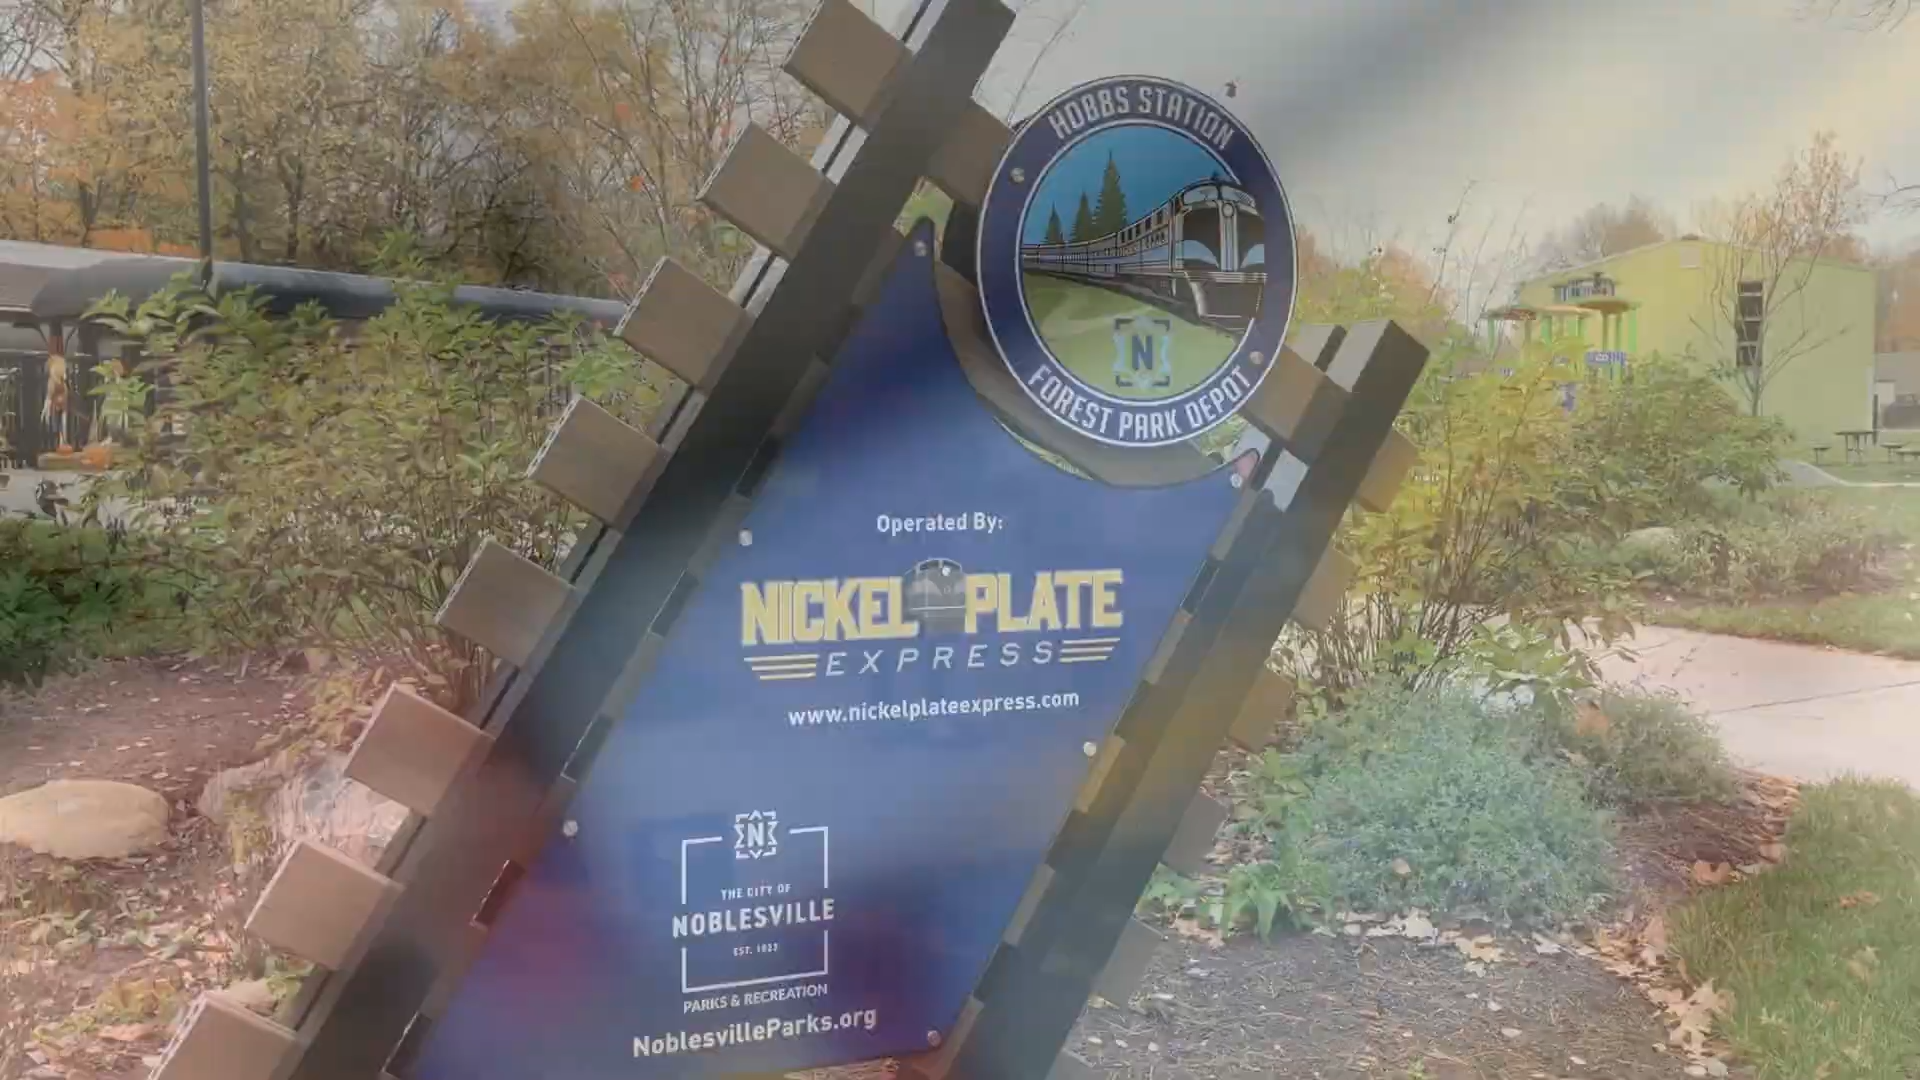 HOBBS STATION
N
FOREST PARK DEPOT
Operated By:
NICKEL PLATE
EXPRESS
www.nickelplateexpress.com
N
THE CITY OF
NOBLESVILLE
EST. 1823
PARKS & RECREATION
NoblesvilleParks.org